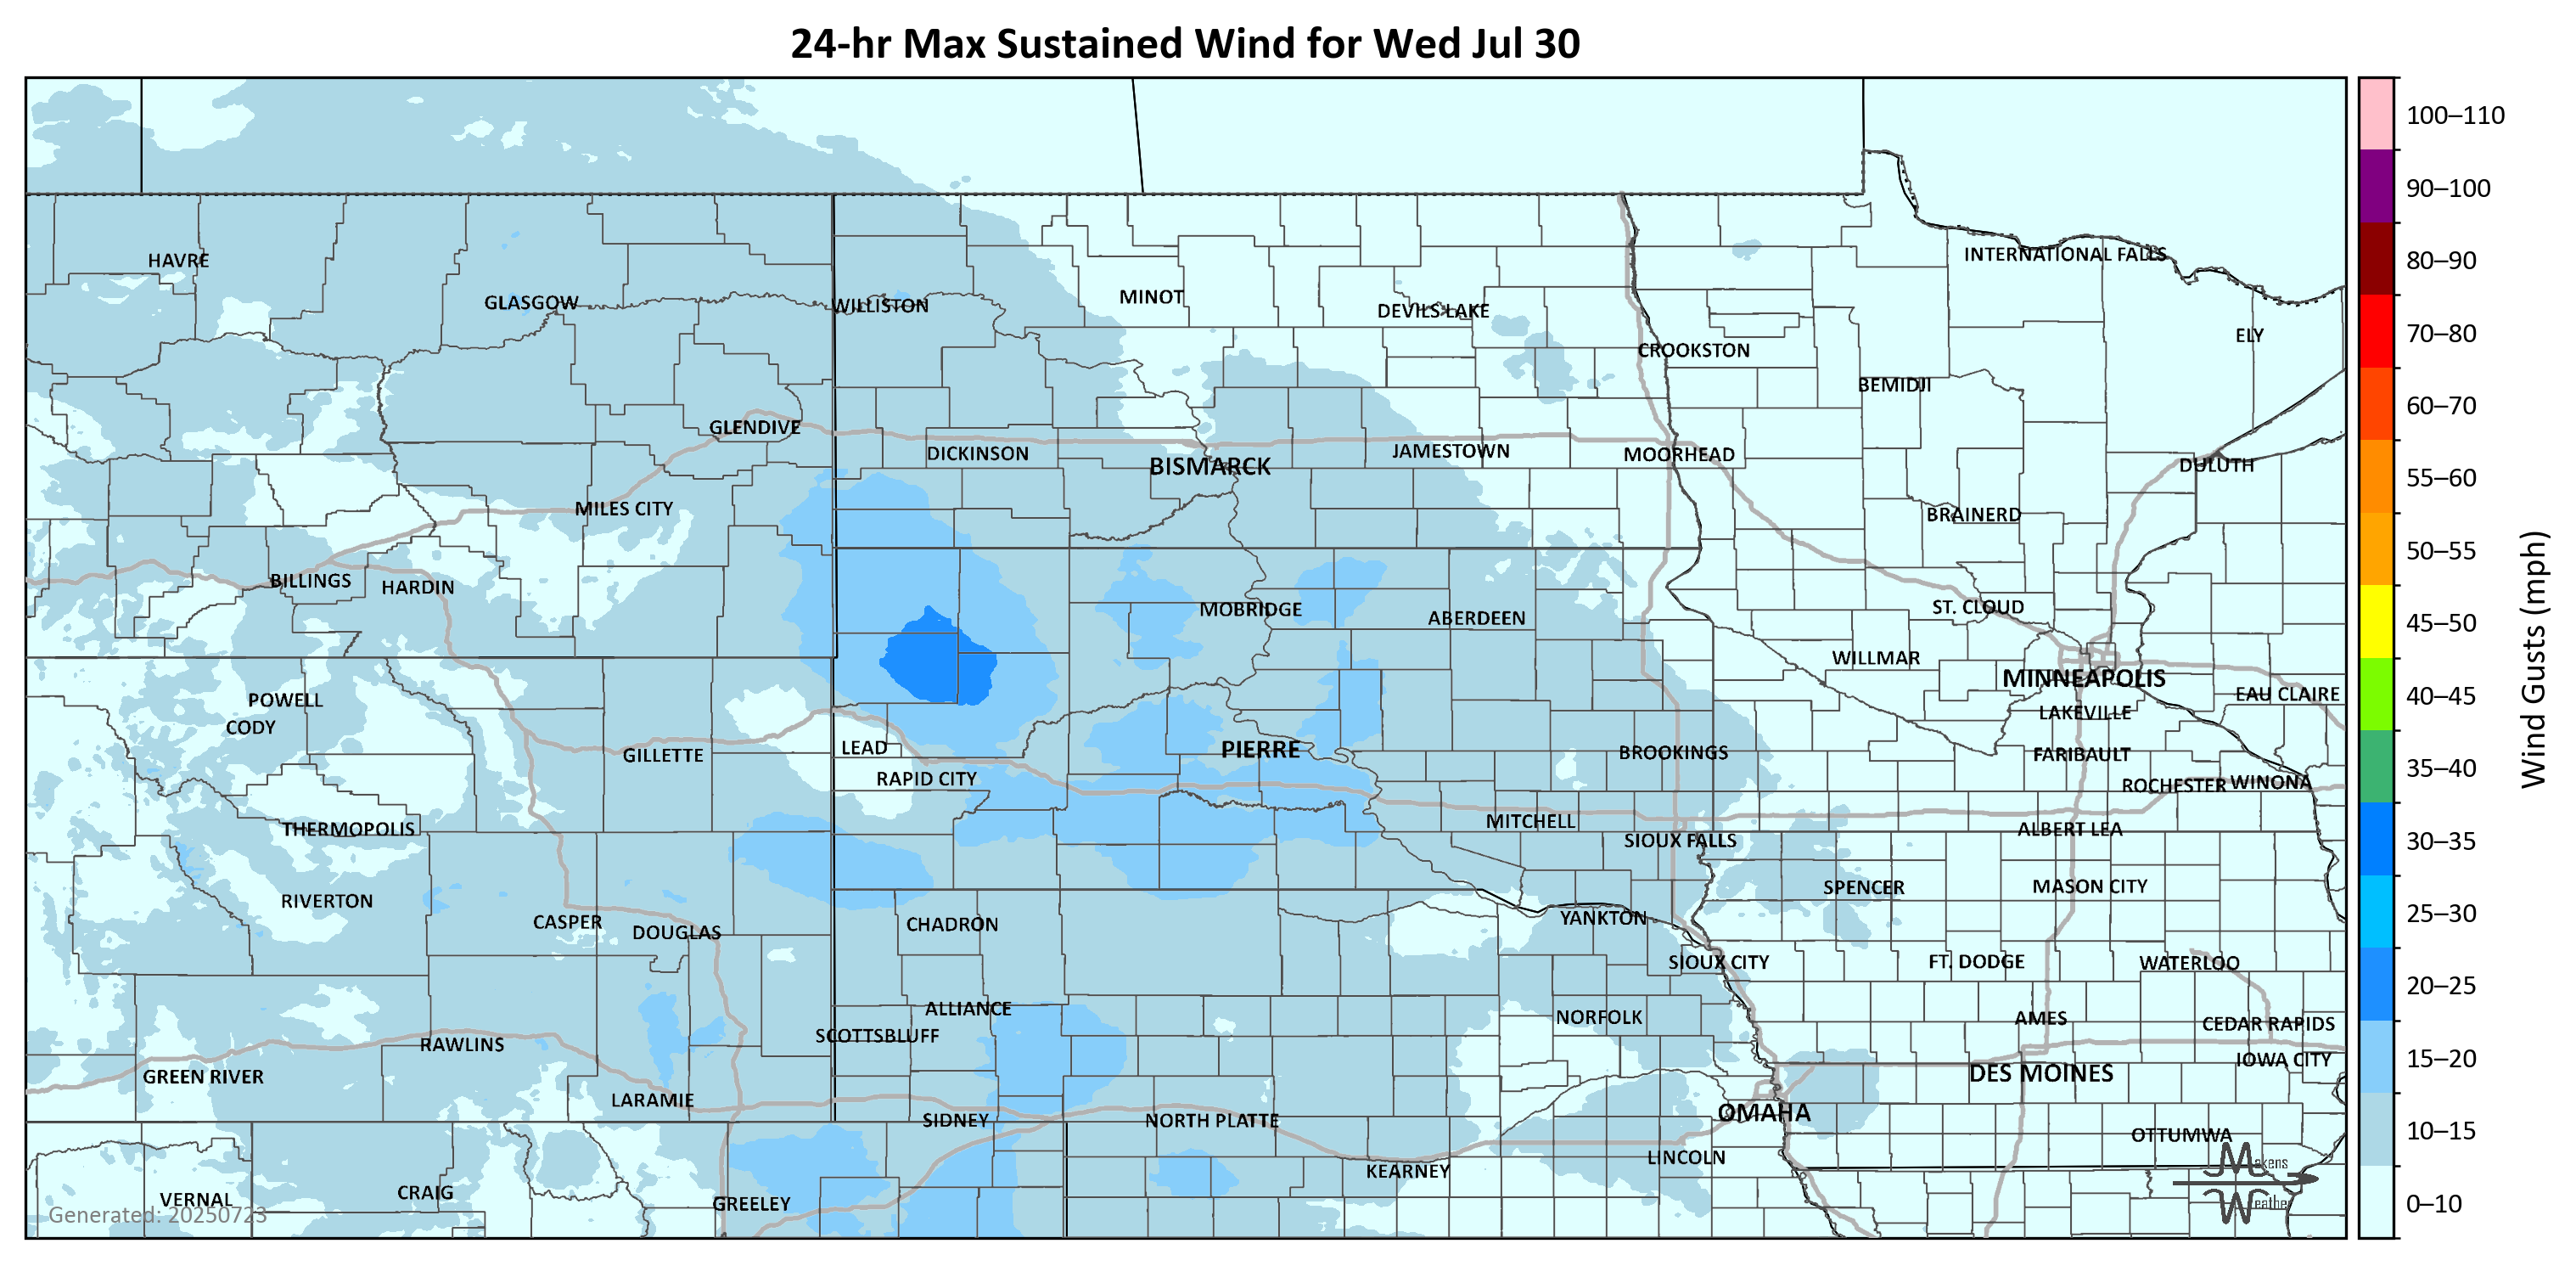 24-hr Max Sustained Wind for Wed Jul 30
100–110
90–100
80–90
70–80
60–70
55–60
50–55
45–50
40–45
35–40
30–35
25–30
20–25
15–20
10–15
0–10
Wind Gusts (mph)
HAVRE
GLASGOW
WILLISTON
MINOT
DEVILS LAKE
INTERNATIONAL FALLS
ELY
CROOKSTON
BEMIDJI
GLENDIVE
DICKINSON
BISMARCK
JAMESTOWN
MOORHEAD
DULUTH
MILES CITY
BRAINERD
BILLINGS
HARDIN
MOBRIDGE
ABERDEEN
ST. CLOUD
WILLMAR
MINNEAPOLIS
POWELL
EAU CLAIRE
CODY
LAKEVILLE
GILLETTE
LEAD
PIERRE
BROOKINGS
FARIBAULT
RAPID CITY
ROCHESTER
WINONA
THERMOPOLIS
MITCHELL
SIOUX FALLS
ALBERT LEA
RIVERTON
SPENCER
MASON CITY
CASPER
DOUGLAS
CHADRON
YANKTON
SIOUX CITY
FT. DODGE
WATERLOO
ALLIANCE
NORFOLK
AMES
CEDAR RAPIDS
SCOTTSBLUFF
RAWLINS
IOWA CITY
GREEN RIVER
DES MOINES
LARAMIE
SIDNEY
NORTH PLATTE
OMAHA
OTTUMWA
KEARNEY
LINCOLN
VERNAL
CRAIG
GREELEY
Generated: 20250723
Makens
Weather